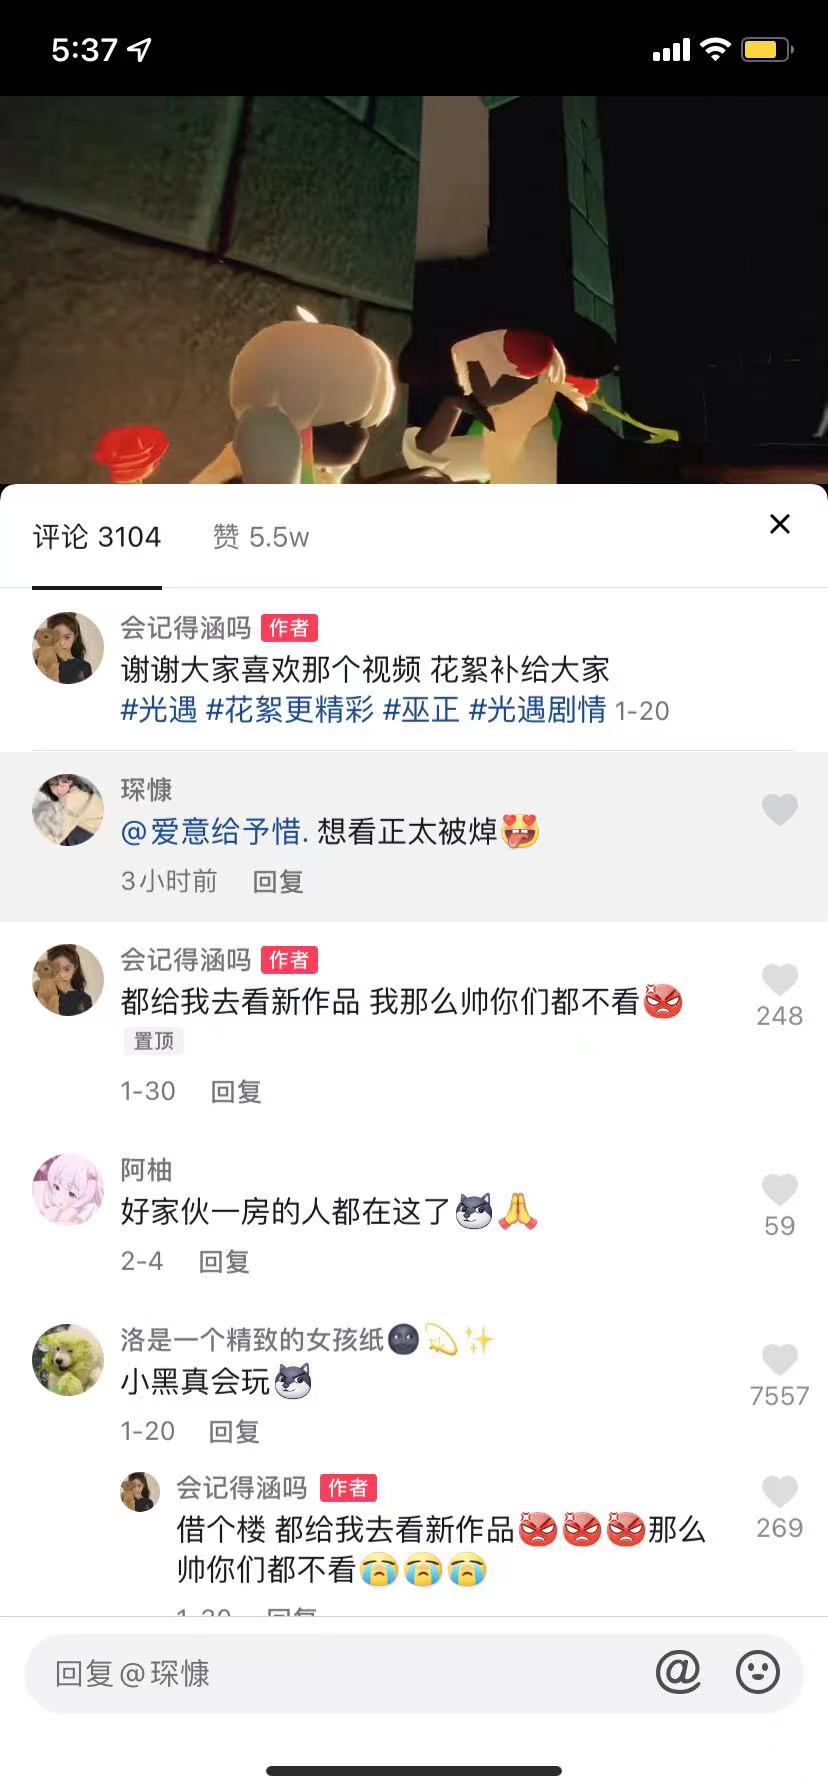 5:37
评论 3104
赞 5.5w
会记得涵吗 作者
谢谢大家喜欢那个视频 花絮补给大家
#光遇 #花絮更精彩 #巫正 #光遇剧情 1-20
琛慷
@爱意给予惜. 想看正太被焯
3小时前 回复
会记得涵吗 作者
都给我去看新作品 我那么帅你们都不看
248
置顶
1-30 回复
阿柚
好家伙一房的人都在这了
59
2-4 回复
洛是一个精致的女孩纸
小黑真会玩
7557
1-20 回复
会记得涵吗 作者
借个楼 都给我去看新作品那么
269
帅你们都不看
1-30 回复
回复@琛慷